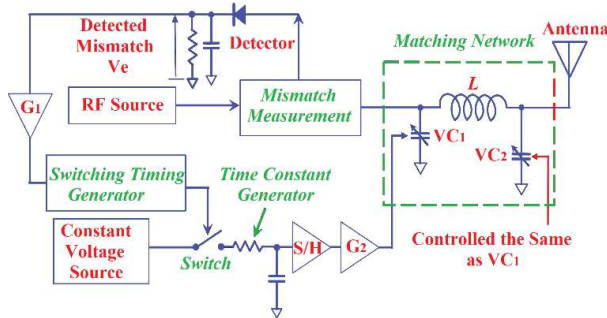 Detected
Mismatch
Ve
Detector
Antenna
Matching Network
G1
RF Source
Mismatch
Measurement
L
VC1
VC2
Switching Timing
Generator
Time Constant
Generator
Constant
Voltage
Source
Switch
S/H
G2
Controlled the Same
as VC1